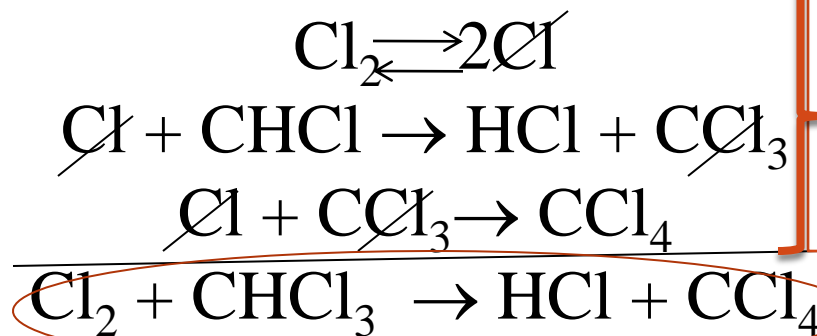 Cl₂ ⇄ 2Cl
Cl + CHCl → HCl + CCl₃
Cl + CCl₃ → CCl₄
Cl₂ + CHCl₃ → HCl + CCl₄